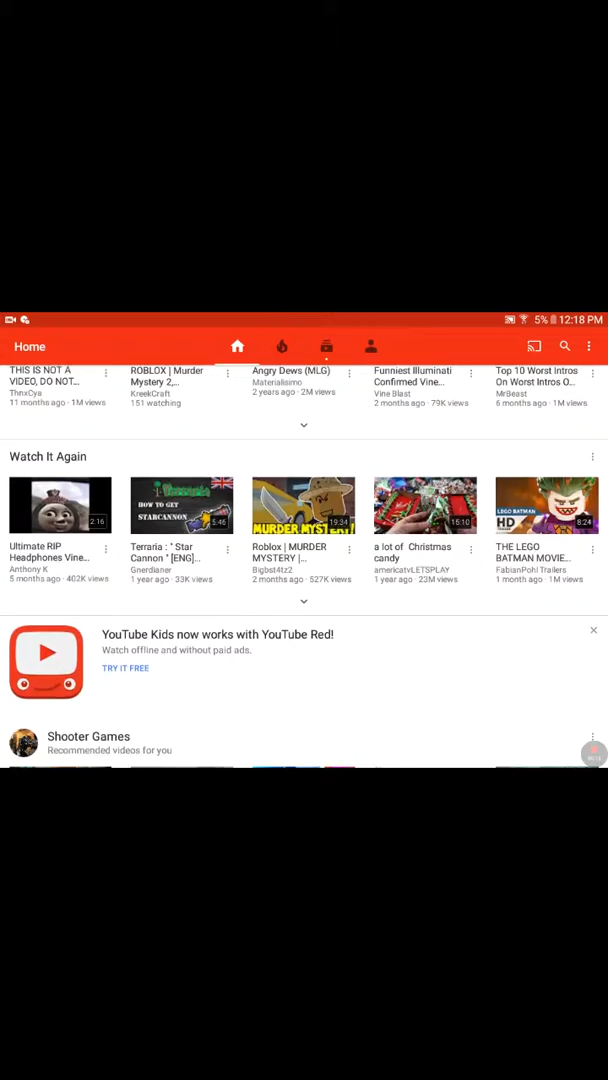 5% 12:18 PM
Home
THIS IS NOT A
VIDEO, DO NOT...
ThnxCya
11 months ago · 1M views
ROBLOX | Murder
Mystery 2,...
KreekCraft
151 watching
Angry Dews (MLG)
Materialisimo
2 years ago · 2M views
Funniest Illuminati
Confirmed Vine...
Vine Blast
2 months ago · 79K views
Top 10 Worst Intros
On Worst Intros O...
MrBeast
6 months ago · 1M views
Watch It Again
2:16
Terraria
HOW TO GET
STARCANNON
5:46
MURDER MYSTERY
19:34
15:10
LEGO BATMAN
HD
8:24
Ultimate RIP
Headphones Vine...
Anthony K
5 months ago · 402K views
Terraria : " Star
Cannon " [ENG]...
Gnerdianer
1 year ago · 33K views
Roblox | MURDER
MYSTERY |...
Bigbst4tz2
2 months ago · 527K views
a lot of Christmas
candy
americatvLETSPLAY
1 year ago · 23M views
THE LEGO
BATMAN MOVIE...
FabianPohl Trailers
1 month ago · 1M views
YouTube Kids now works with YouTube Red!
Watch offline and without paid ads.
TRY IT FREE
Shooter Games
Recommended videos for you